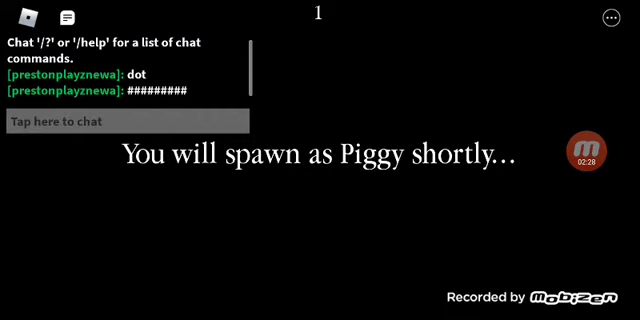 1
Chat '/?' or '/help' for a list of chat
commands.
[prestonplayznewa]: dot
[prestonplayznewa]: #########
Tap here to chat
You will spawn as Piggy shortly...
02:28
Recorded by mobizen